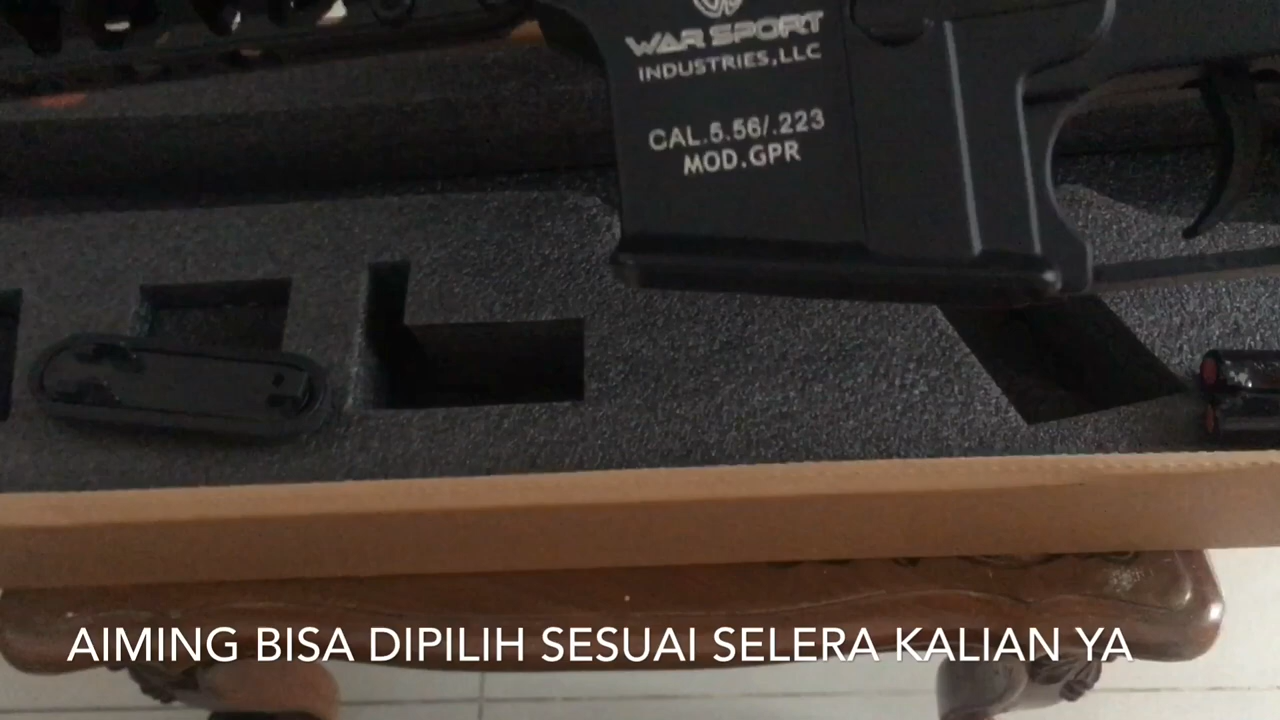 WAR SPORT
INDUSTRIES,LLC
CAL.5.56/.223
MOD.GPR
AIMING BISA DIPILIH SESUAI SELERA KALIAN YA